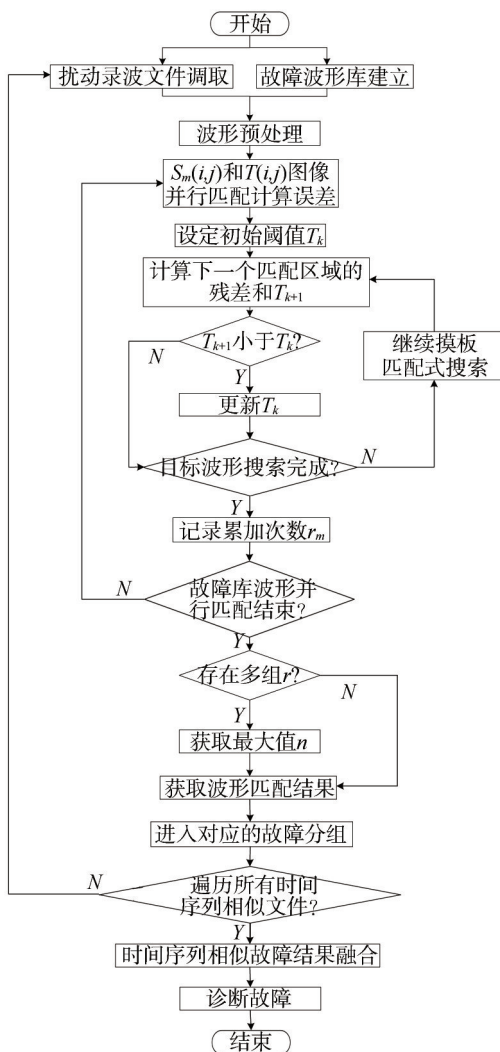 开始
扰动录波文件调取
故障波形库建立
波形预处理
Sm(i,j)和T(i,j)图像
并行匹配计算误差
设定初始阈值Tk
计算下一个匹配区域的
残差和Tk+1
Tk+1小于Tk?
N
Y
继续摸板
匹配式搜索
更新Tk
目标波形搜索完成?
N
Y
记录累加次数rm
故障库波形并
行匹配结束?
N
Y
存在多组r?
N
Y
获取最大值n
获取波形匹配结果
进入对应的故障分组
遍历所有时间
序列相似文件?
N
Y
时间序列相似故障结果融合
诊断故障
结束